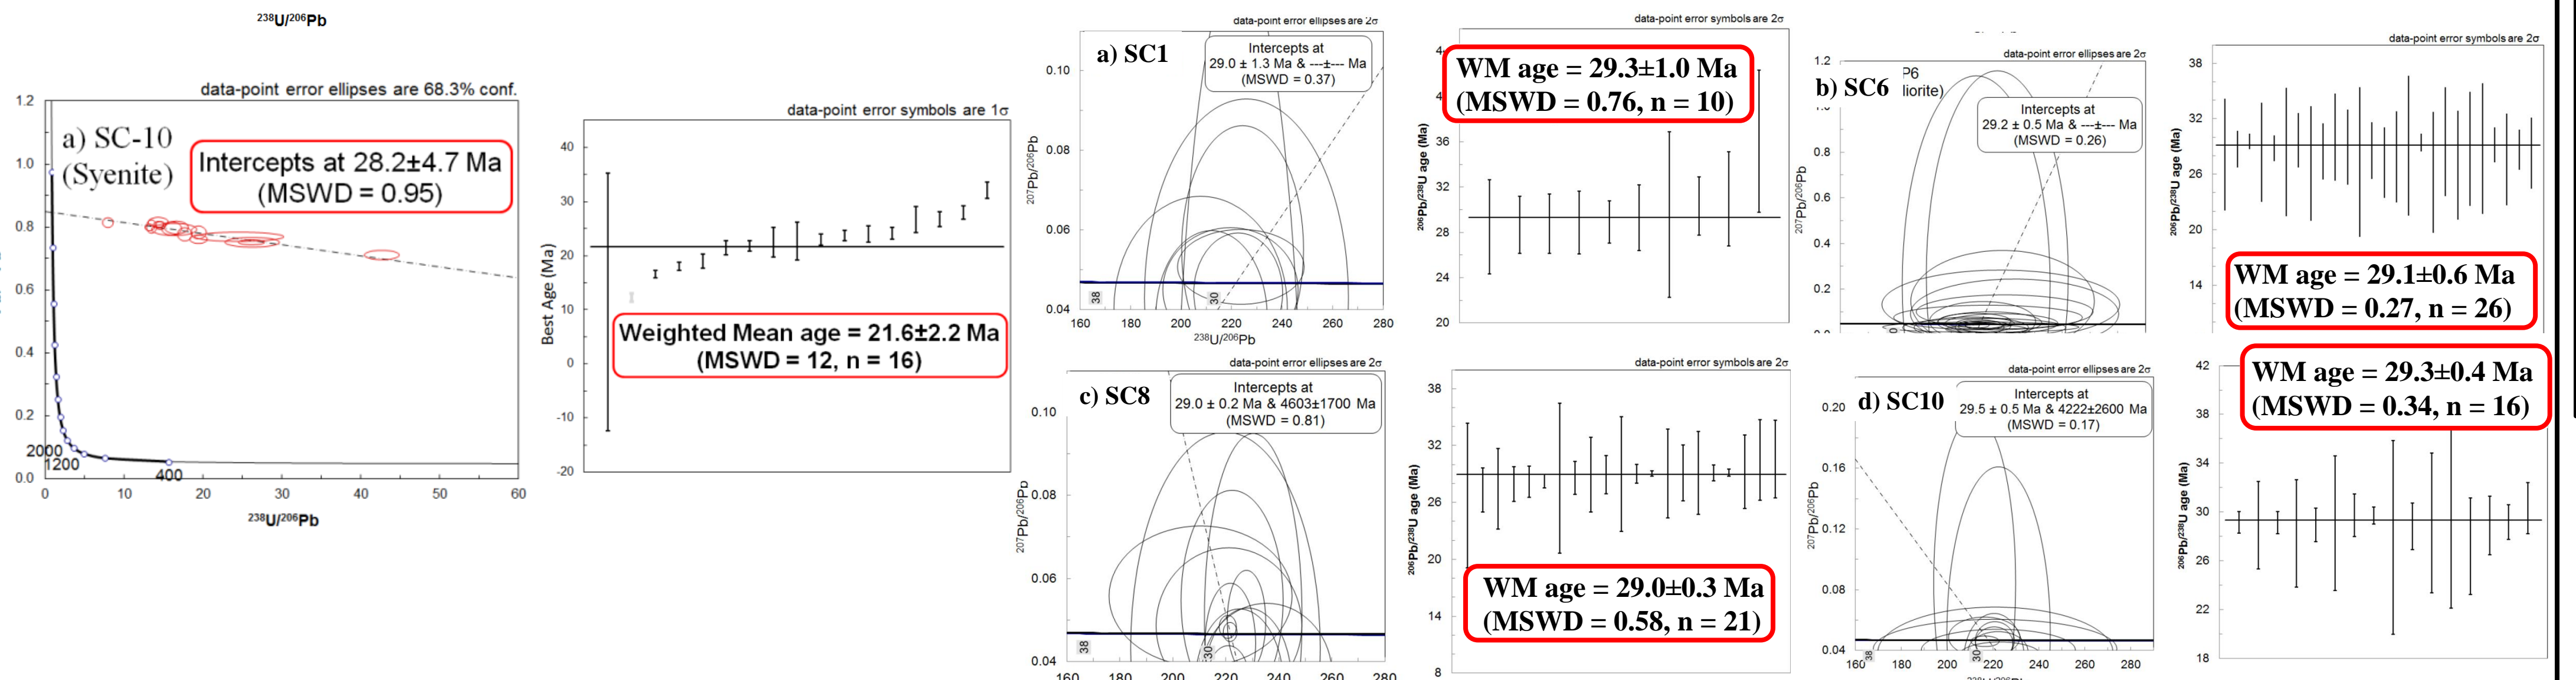 238U/206Pb
data-point error ellipses are 68.3% conf.
a) SC-10
(Syenite)
Intercepts at 28.2±4.7 Ma
(MSWD = 0.95)
1.2
1.0
0.8
0.6
0.4
0.2
0.0
2000
1200
400
0 10 20 30 40 50 60
238U/206Pb
data-point error symbols are 1σ
Best Age (Ma)
40
30
20
10
0
-10
-20
Weighted Mean age = 21.6±2.2 Ma
(MSWD = 12, n = 16)
data-point error ellipses are 2σ
a) SC1
Intercepts at
29.0 ± 1.3 Ma & ---±--- Ma
(MSWD = 0.37)
207Pb/206Pb
0.10
0.08
0.06
0.04
38
30
160 180 200 220 240 260 280
238U/206Pb
data-point error symbols are 2σ
WM age = 29.3±1.0 Ma
(MSWD = 0.76, n = 10)
206Pb/238U age (Ma)
36
32
28
24
20
data-point error ellipses are 2σ
b) SC6
P6
liorite)
Intercepts at
29.2 ± 0.5 Ma & ---±--- Ma
(MSWD = 0.26)
207Pb/206Pb
1.2
0.8
0.6
0.4
0.2
data-point error symbols are 2σ
206Pb/238U age (Ma)
38
32
26
20
14
WM age = 29.1±0.6 Ma
(MSWD = 0.27, n = 26)
data-point error ellipses are 2σ
c) SC8
Intercepts at
29.0 ± 0.2 Ma & 4603±1700 Ma
(MSWD = 0.81)
207Pb/206Pb
0.10
0.08
0.06
0.04
38
30
160 180 200 220 240 260 280
data-point error symbols are 2σ
206Pb/238U age (Ma)
38
32
26
20
14
8
WM age = 29.0±0.3 Ma
(MSWD = 0.58, n = 21)
data-point error ellipses are 2σ
d) SC10
Intercepts at
29.5 ± 0.5 Ma & 4222±2600 Ma
(MSWD = 0.17)
207Pb/206Pb
0.20
0.16
0.12
0.08
0.04
38
30
160 180 200 220 240 260 280
WM age = 29.3±0.4 Ma
(MSWD = 0.34, n = 16)
206Pb/238U age (Ma)
42
38
34
30
26
22
18